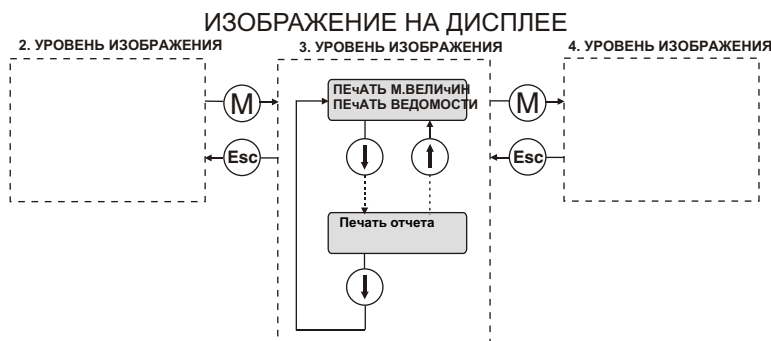 ИЗОБРАЖЕНИЕ НА ДИСПЛЕЕ
2. УРОВЕНЬ ИЗОБРАЖЕНИЯ
3. УРОВЕНЬ ИЗОБРАЖЕНИЯ
4. УРОВЕНЬ ИЗОБРАЖЕНИЯ
ПЕчАТЬ М.ВЕЛИчИН
ПЕчАТЬ ВЕДОМОСТИ
M
M
Esc
Esc
Печать отчета